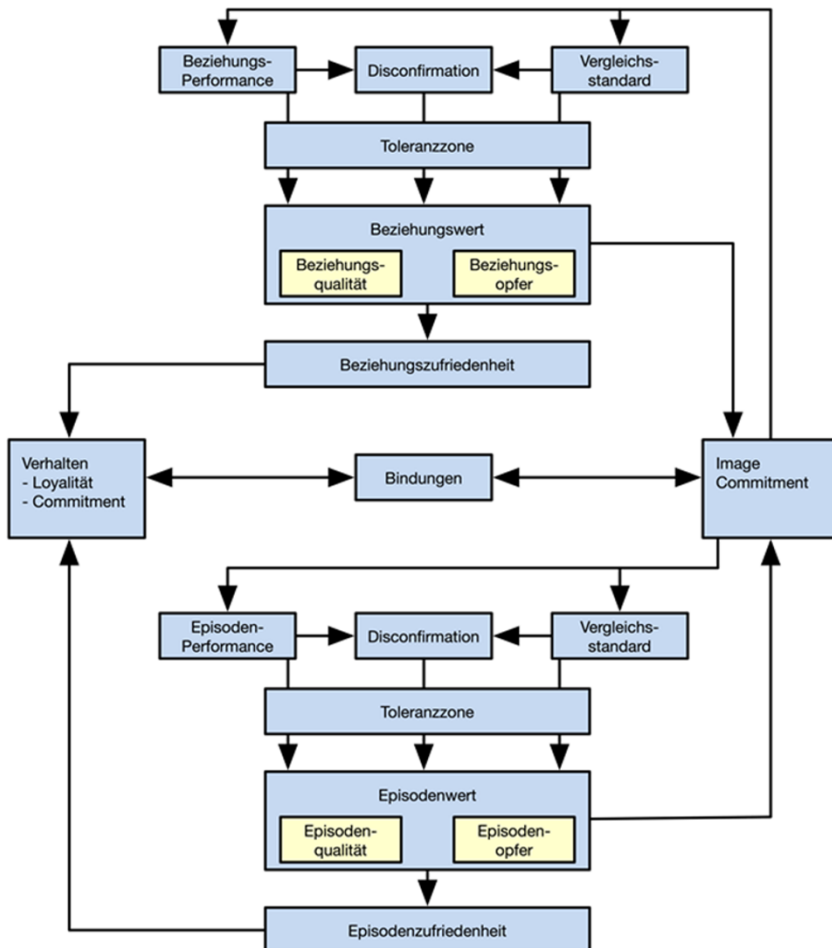 Beziehungs-
Performance
Disconfirmation
Vergleichs-
standard
Toleranzzone
Beziehungswert
Beziehungs-
qualität
Beziehungs-
opfer
Beziehungszufriedenheit
Verhalten
- Loyalität
- Commitment
Bindungen
Image
Commitment
Episoden-
Performance
Disconfirmation
Vergleichs-
standard
Toleranzzone
Episodenwert
Episoden-
qualität
Episoden-
opfer
Episodenzufriedenheit